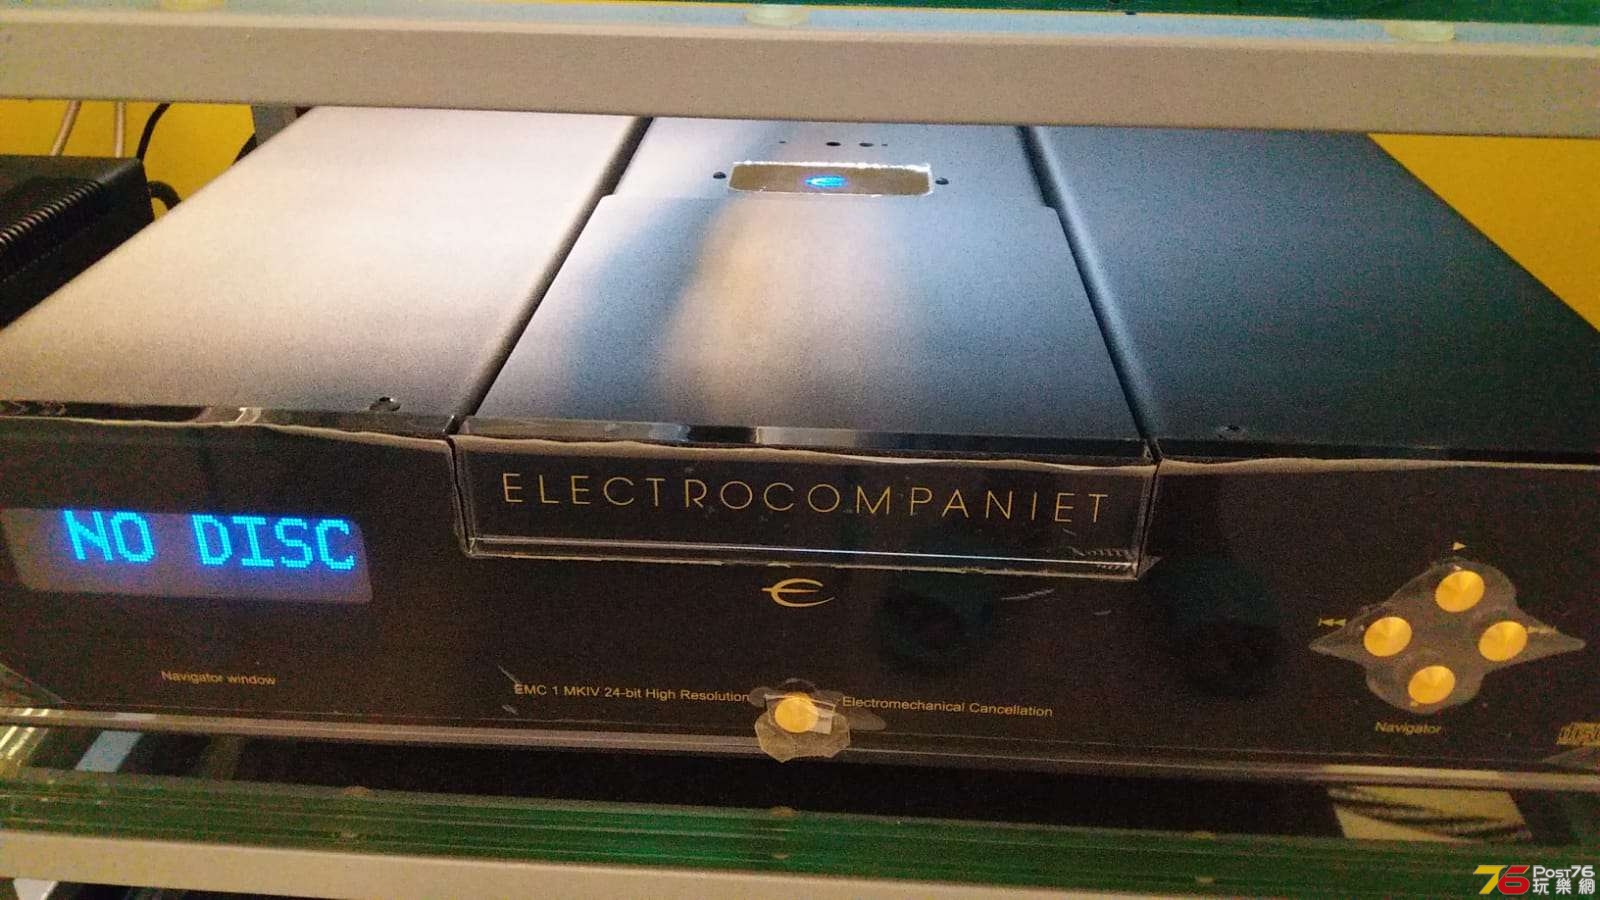 ELECTROCOMPANIET
NO DISC
Navigator window
EMC 1 MKIV 24-bit High Resolution
Electromechanical Cancellation
Navigator
76 Post76
玩樂網